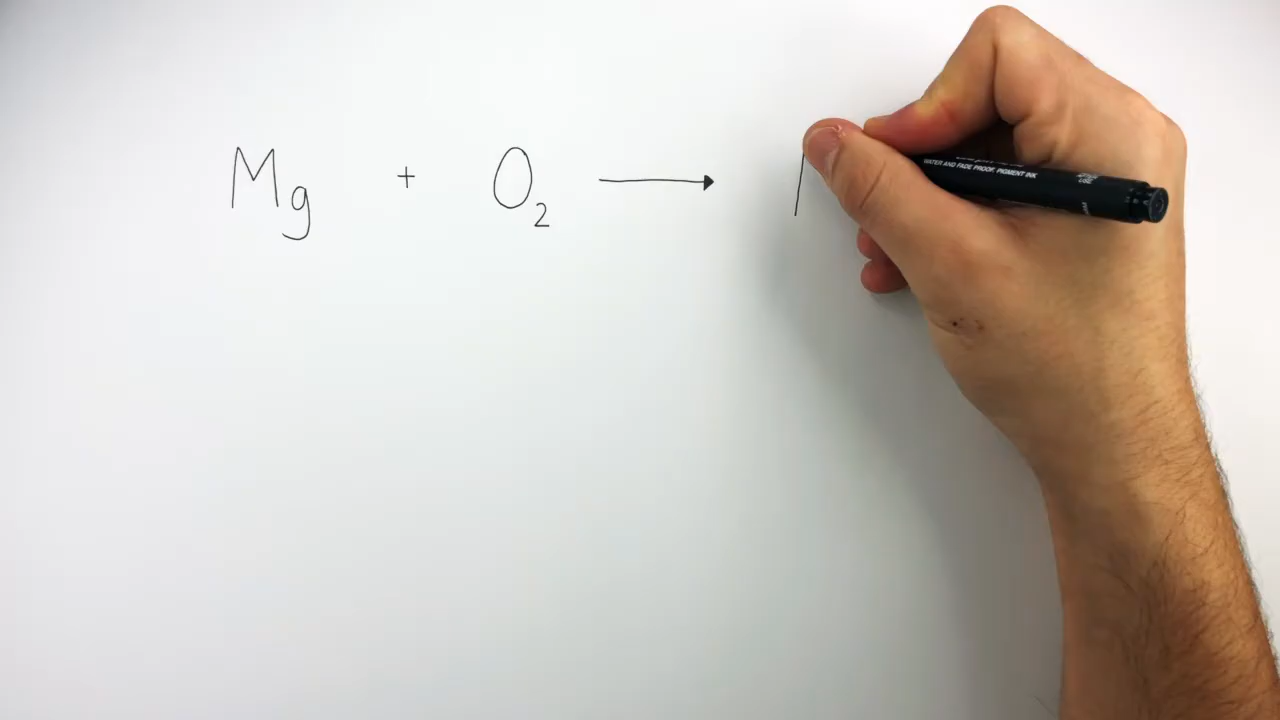 Mg + O₂ →
WATER AND FADE PROOF, PIGMENT INK